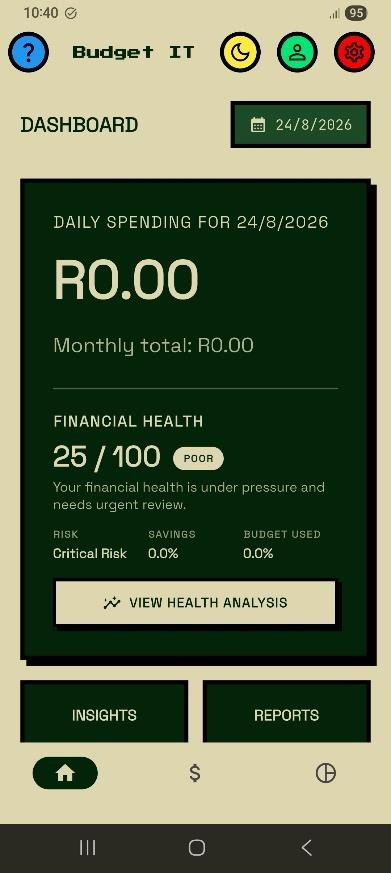 10:40
95
?
Budget IT
DASHBOARD
24/8/2026
DAILY SPENDING FOR 24/8/2026
R0.00
Monthly total: R0.00
FINANCIAL HEALTH
25 / 100 POOR
Your financial health is under pressure and
needs urgent review.
RISK SAVINGS BUDGET USED
Critical Risk 0.0% 0.0%
VIEW HEALTH ANALYSIS
INSIGHTS REPORTS
$